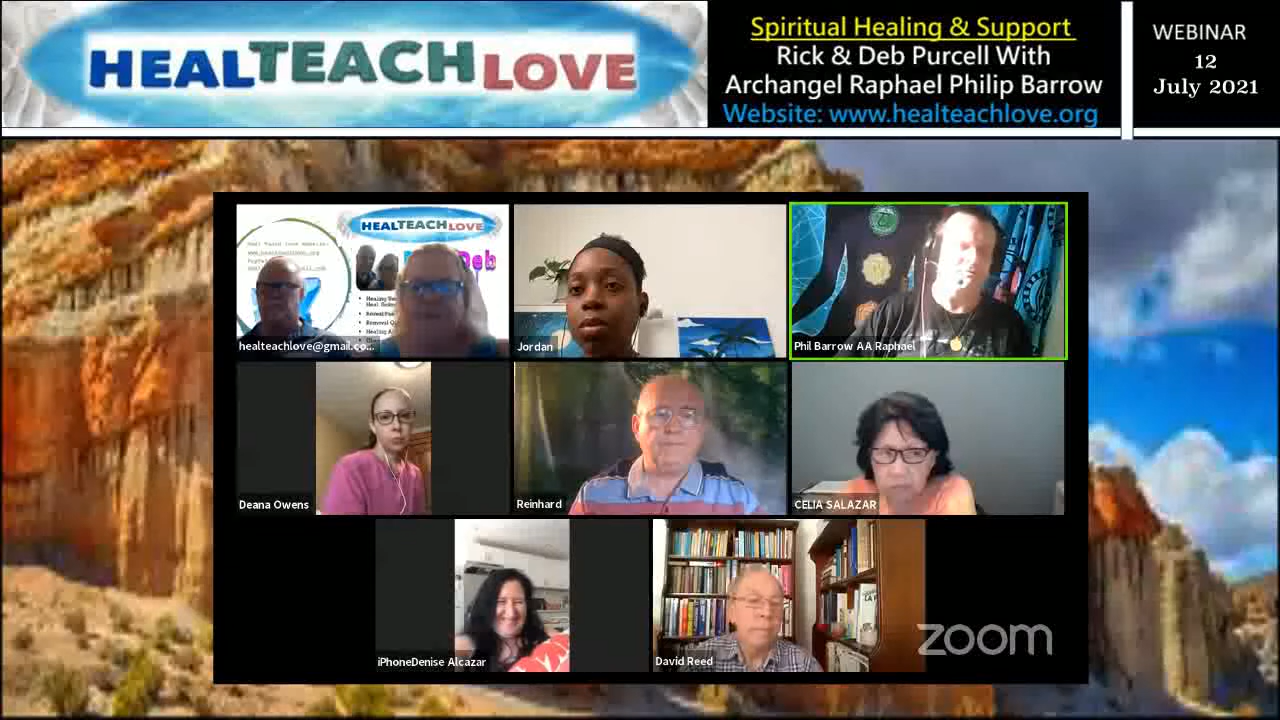 HEALTEACHLOVE
Spiritual Healing & Support
Rick & Deb Purcell With
Archangel Raphael Philip Barrow
Website: www.healteachlove.org
WEBINAR
12
July 2021
HEALTEACHLOVE
Deb
healteachlove@gmail.co...
Jordan
Phil Barrow AA Raphael
Deana Owens
Reinhard
CELIA SALAZAR
iPhoneDenise Alcazar
David Reed
zoom